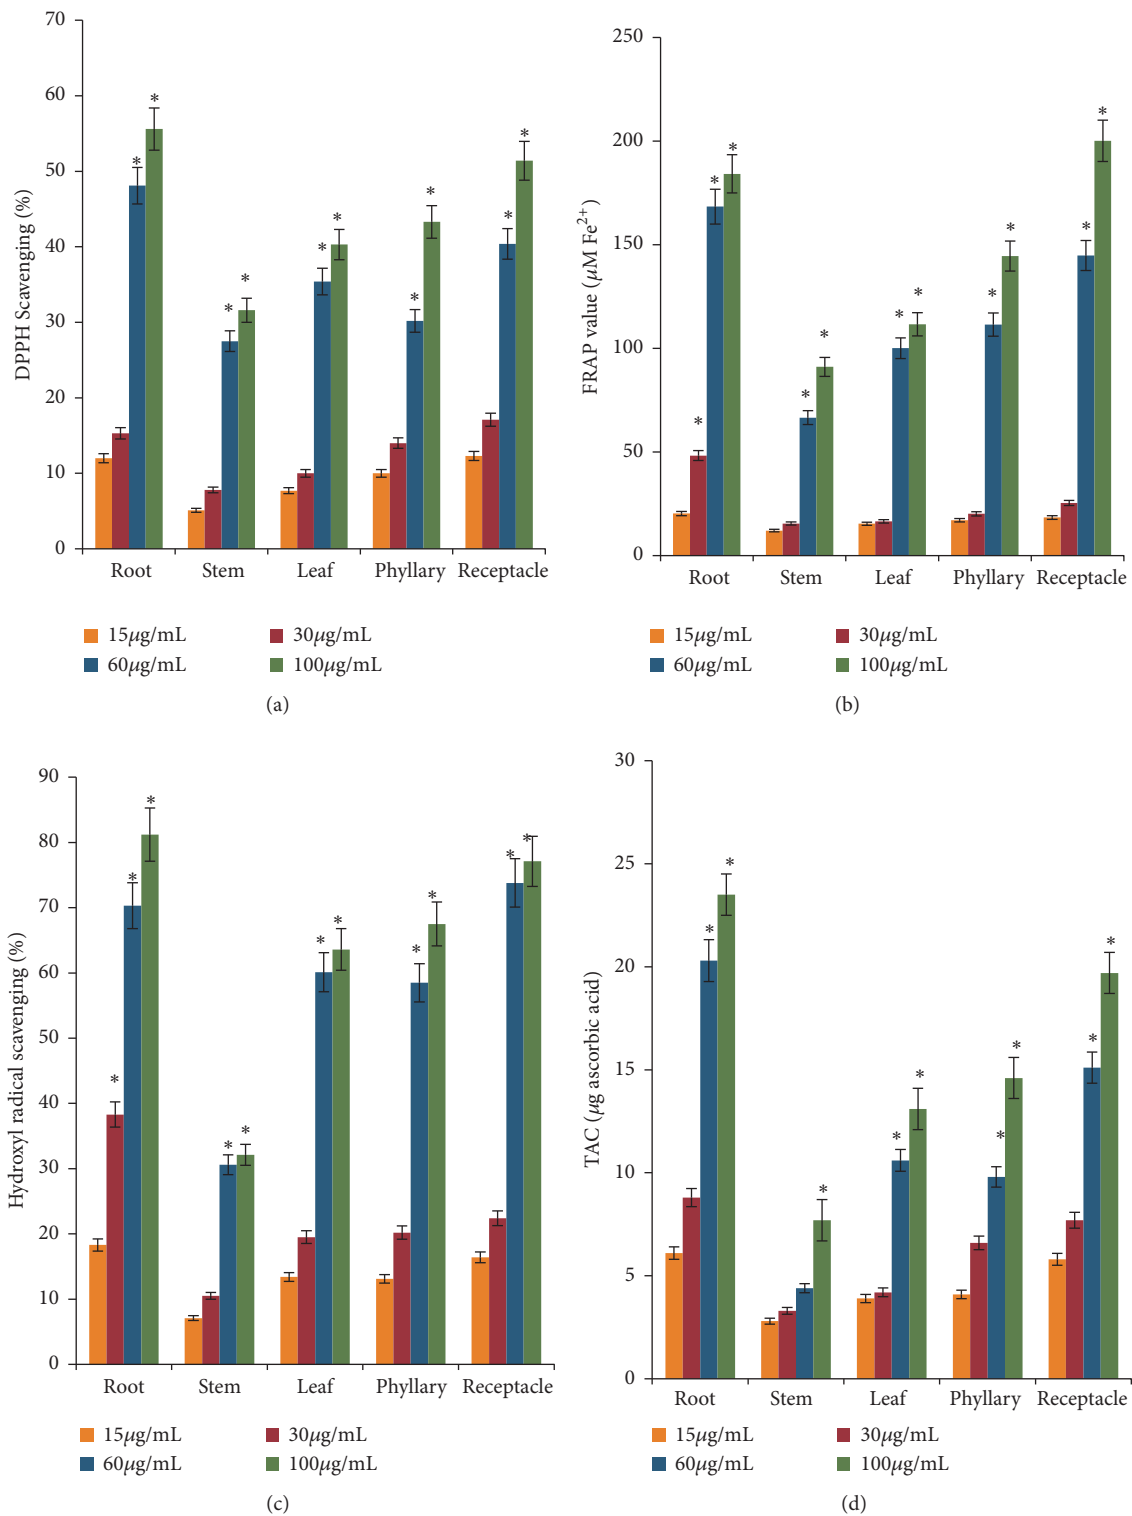 70
60
50
40
30
20
10
0
DPPH Scavenging (%)
* * * * * * * * * *
Root Stem Leaf Phyllary Receptacle
15μg/mL 30μg/mL
60μg/mL 100μg/mL
(a)
250
200
150
100
50
0
FRAP value (μM Fe²⁺)
* * * * * * * * * * *
Root Stem Leaf Phyllary Receptacle
15μg/mL 30μg/mL
60μg/mL 100μg/mL
(b)
90
80
70
60
50
40
30
20
10
0
Hydroxyl radical scavenging (%)
* * * * * * * * * * *
Root Stem Leaf Phyllary Receptacle
15μg/mL 30μg/mL
60μg/mL 100μg/mL
(c)
30
25
20
15
10
5
0
TAC (μg ascorbic acid)
* * * * * * * * *
Root Stem Leaf Phyllary Receptacle
15μg/mL 30μg/mL
60μg/mL 100μg/mL
(d)